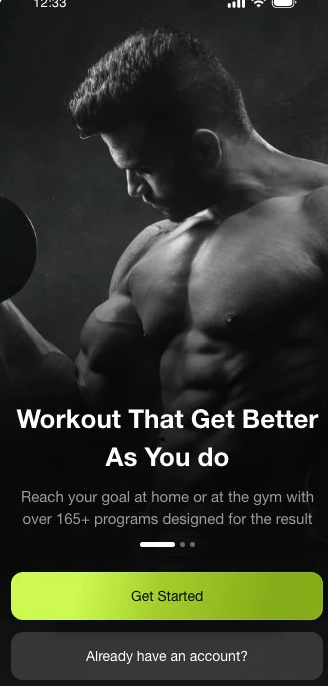 12:33
Workout That Get Better
As You do
Reach your goal at home or at the gym with
over 165+ programs designed for the result
Get Started
Already have an account?